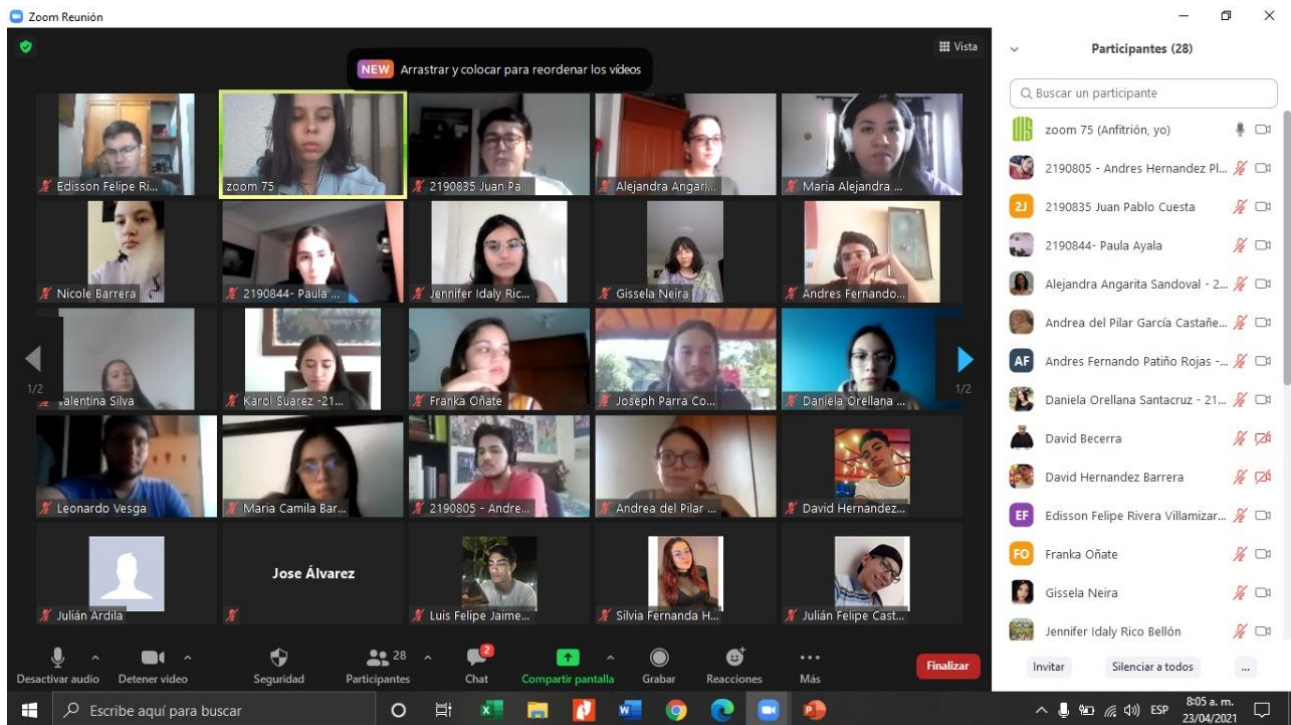 Zoom Reunión
NEW Arrastrar y colocar para reordenar los vídeos
Vista
Edisson Felipe Ri...
zoom 75
2190835 Juan Pa...
Alejandra Angari...
Maria Alejandra ...
Nicole Barrera
2190844- Paula ...
Jennifer Idaly Ric...
Gissela Neira
Andres Fernando...
1/2
Valentina Silva
Karol Suarez -21...
Franka Oñate
Joseph Parra Co...
Daniela Orellana ...
1/2
Leonardo Vesga
Maria Camila Bar...
2190805 - Andre...
Andrea del Pilar ...
David Hernandez...
Julián Ardila
Jose Álvarez
Luis Felipe Jaime...
Silvia Fernanda H...
Julián Felipe Cast...
Desactivar audio
Detener video
Seguridad
28
Participantes
2
Chat
Compartir pantalla
Grabar
Reacciones
Más
Finalizar
Participantes (28)
Buscar un participante
zoom 75 (Anfitrión, yo)
2190805 - Andres Hernandez Pl...
2J 2190835 Juan Pablo Cuesta
2190844- Paula Ayala
Alejandra Angarita Sandoval - 2...
Andrea del Pilar García Castañe...
AF Andres Fernando Patiño Rojas -...
Daniela Orellana Santacruz - 21...
David Becerra
David Hernandez Barrera
EF Edisson Felipe Rivera Villamizar...
FO Franka Oñate
Gissela Neira
Jennifer Idaly Rico Bellón
Invitar
Silenciar a todos
...
Escribe aquí para buscar
ESP
8:05 a. m.
23/04/2021